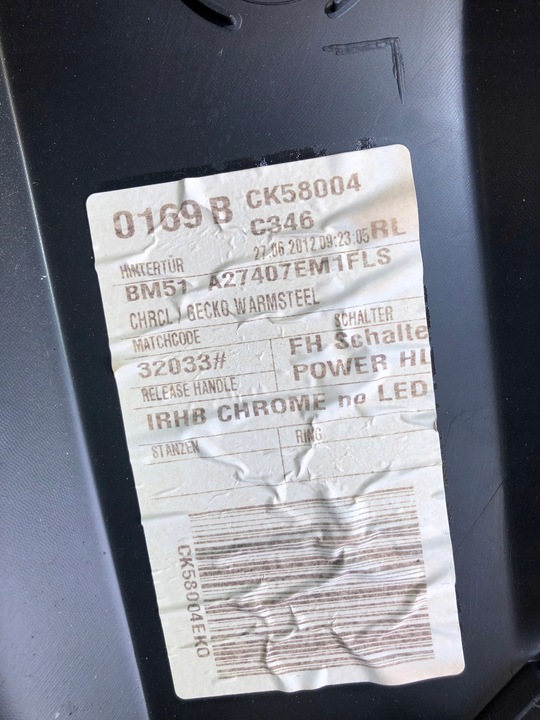 0169 B CK58004
C346
27.06.2012 09:23:05 RL
HINTERTÜR
BM51 A27407EM1FLS
CHRCL / GECKO WARMSTEEL
MATCHCODE SCHALTER
32033# FH Schalte
RELEASE HANDLE POWER HL
IRHB CHROME no LED
STANZEN RING
CK58004EKO